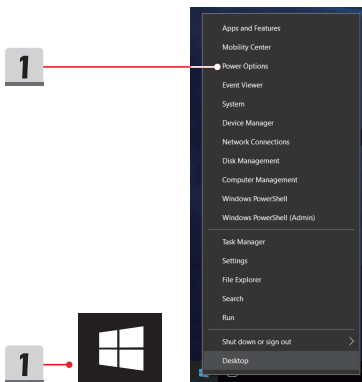 Apps and Features
Mobility Center
1
Power Options
Event Viewer
System
Device Manager
Network Connections
Disk Management
Computer Management
Windows PowerShell
Windows PowerShell (Admin)
Task Manager
Settings
File Explorer
Search
Run
Shut down or sign out
1
Desktop